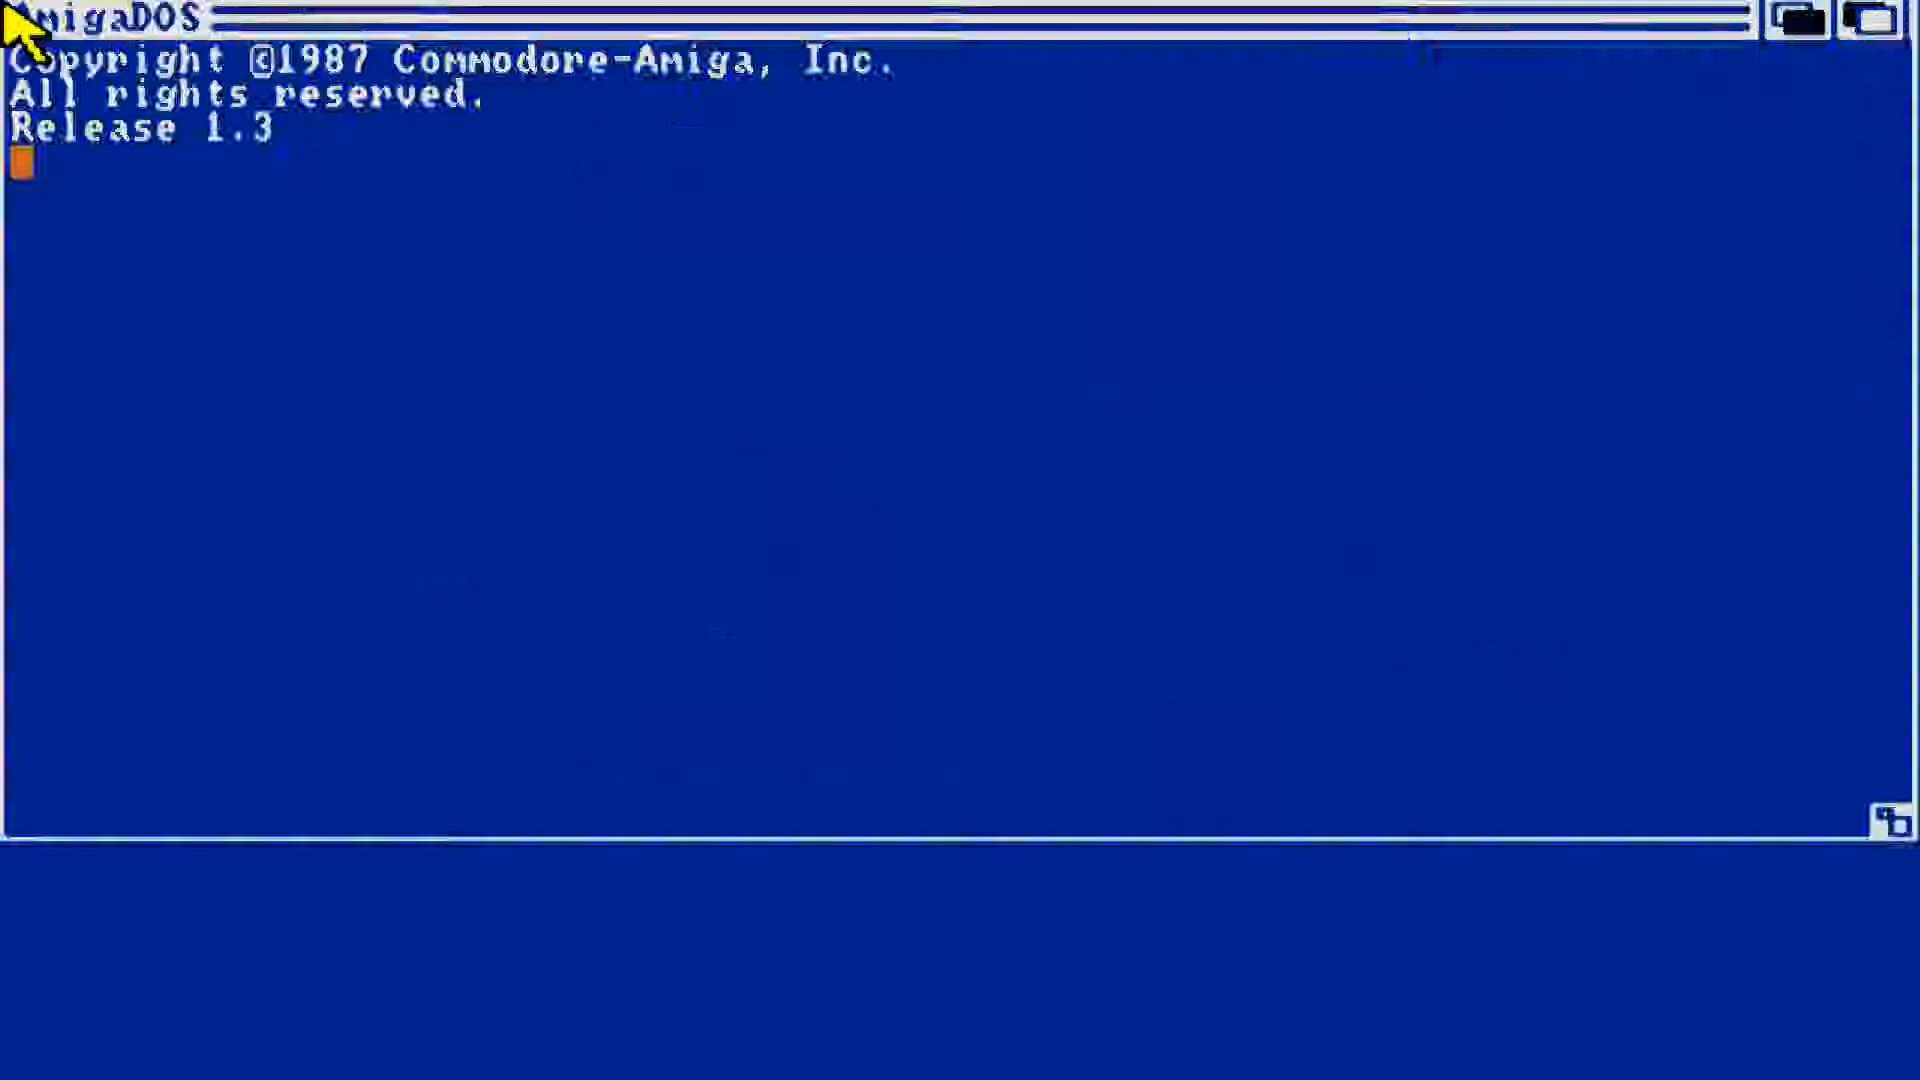 AmigaDOS
Copyright ©1987 Commodore-Amiga, Inc.
All rights reserved.
Release 1.3